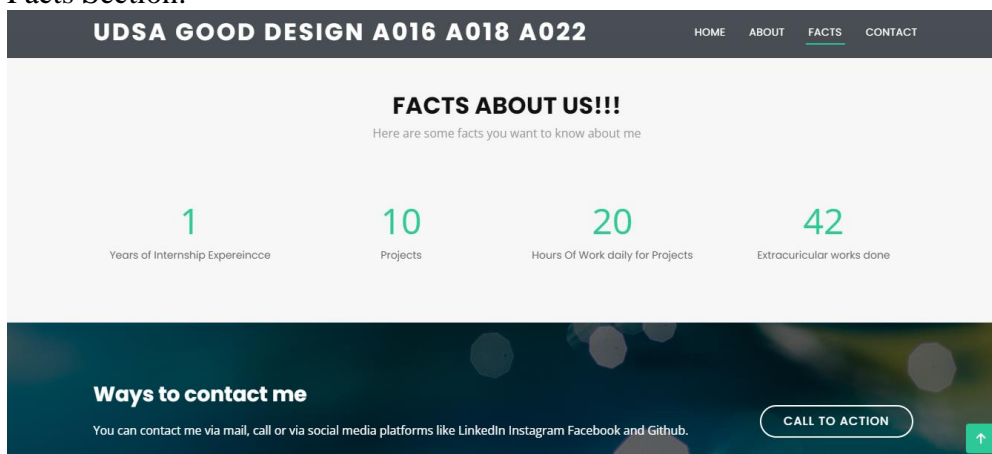 Facts Section:
UDSA GOOD DESIGN A016 A018 A022
HOME ABOUT FACTS CONTACT
FACTS ABOUT US!!!
Here are some facts you want to know about me
1 10 20 42
Years of Internship Expereincce Projects Hours Of Work daily for Projects Extracuricular works done
Ways to contact me
You can contact me via mail, call or via social media platforms like LinkedIn Instagram Facebook and Github.
CALL TO ACTION